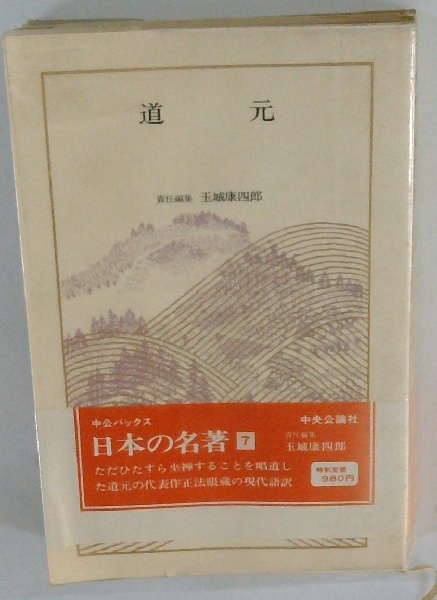 道 元
責任編集 玉城康四郎
中公バックス
日本の名著 7
ただひたすら坐禅することを唱道し
た道元の代表作正法眼蔵の現代語訳
中央公論社
責任編集
玉城康四郎
特別定価
980円